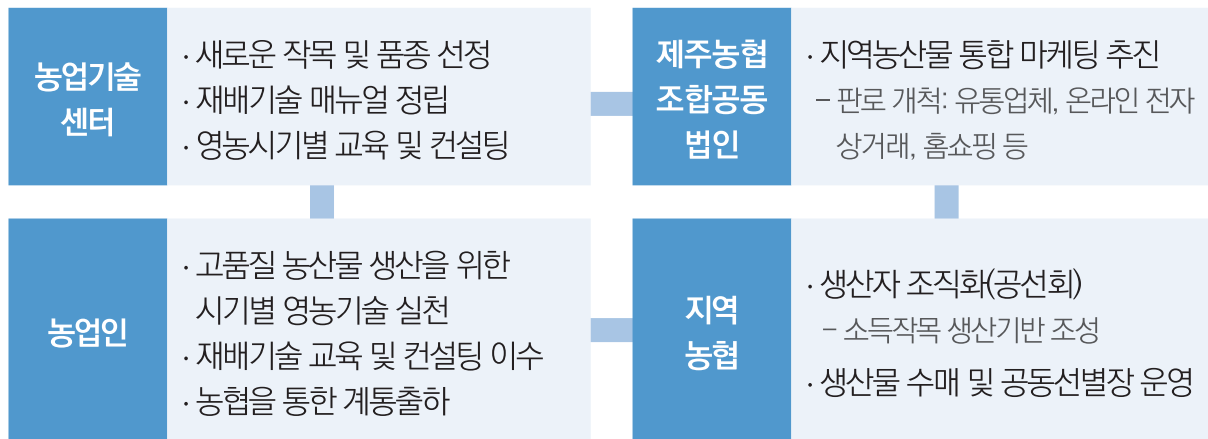 농업기술
센터
· 새로운 작목 및 품종 선정
· 재배기술 매뉴얼 정립
· 영농시기별 교육 및 컨설팅
제주농협
조합공동
법인
· 지역농산물 통합 마케팅 추진
– 판로 개척: 유통업체, 온라인 전자
상거래, 홈쇼핑 등
농업인
· 고품질 농산물 생산을 위한
시기별 영농기술 실천
· 재배기술 교육 및 컨설팅 이수
· 농협을 통한 계통출하
지역
농협
· 생산자 조직화(공선회)
– 소득작목 생산기반 조성
· 생산물 수매 및 공동선별장 운영